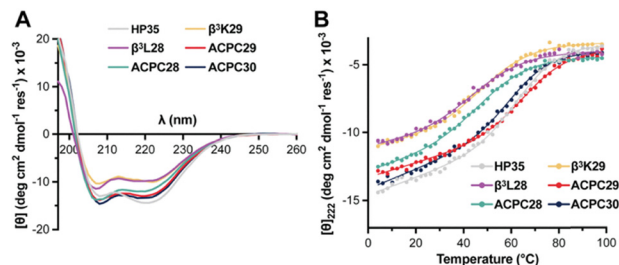 A
HP35
β³K29
β³L28
ACPC29
ACPC28
ACPC30
λ (nm)
[θ] (deg cm² dmol⁻¹ res⁻¹) x 10⁻³
20
10
0
-10
-20
200
210
220
230
240
250
260
B
[θ]₂₂₂ (deg cm² dmol⁻¹ res⁻¹) x 10⁻³
-5
-10
-15
HP35
β³K29
β³L28
ACPC29
ACPC28
ACPC30
0
20
40
60
80
100
Temperature (°C)